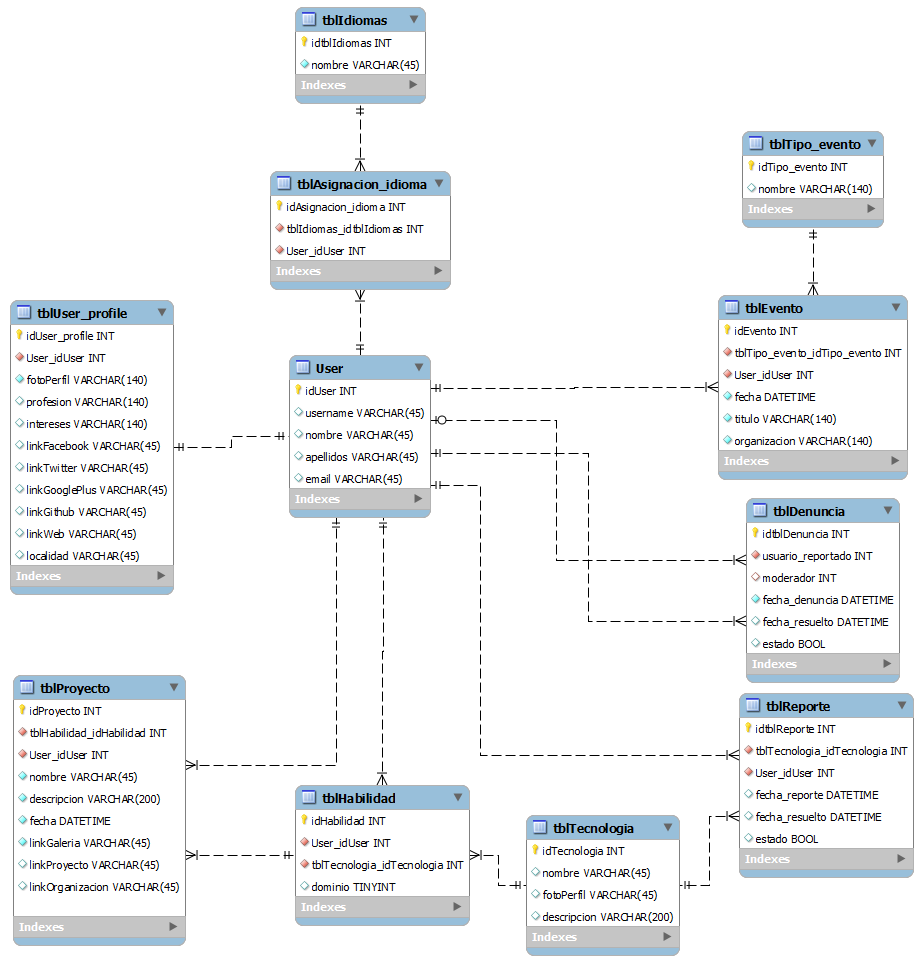 tblIdiomas
idtblIdiomas INT
nombre VARCHAR(45)
Indexes
tblAsignacion_idioma
idAsignacion_idioma INT
tblIdiomas_idtblIdiomas INT
User_idUser INT
Indexes
tblTipo_evento
idTipo_evento INT
nombre VARCHAR(140)
Indexes
tblUser_profile
idUser_profile INT
User_idUser INT
fotoPerfil VARCHAR(140)
profesion VARCHAR(140)
intereses VARCHAR(140)
linkFacebook VARCHAR(45)
linkTwitter VARCHAR(45)
linkGooglePlus VARCHAR(45)
linkGithub VARCHAR(45)
linkWeb VARCHAR(45)
localidad VARCHAR(45)
Indexes
User
idUser INT
username VARCHAR(45)
nombre VARCHAR(45)
apellidos VARCHAR(45)
email VARCHAR(45)
Indexes
tblEvento
idEvento INT
tblTipo_evento_idTipo_evento INT
User_idUser INT
fecha DATETIME
titulo VARCHAR(140)
organizacion VARCHAR(140)
Indexes
tblDenuncia
idtblDenuncia INT
usuario_reportado INT
moderador INT
fecha_denuncia DATETIME
fecha_resuelto DATETIME
estado BOOL
Indexes
tblProyecto
idProyecto INT
tblHabilidad_idHabilidad INT
User_idUser INT
nombre VARCHAR(45)
descripcion VARCHAR(200)
fecha DATETIME
linkGaleria VARCHAR(45)
linkProyecto VARCHAR(45)
linkOrganizacion VARCHAR(45)
Indexes
tblHabilidad
idHabilidad INT
User_idUser INT
tblTecnologia_idTecnologia INT
dominio TINYINT
Indexes
tblTecnologia
idTecnologia INT
nombre VARCHAR(45)
fotoPerfil VARCHAR(45)
descripcion VARCHAR(200)
Indexes
tblReporte
idtblReporte INT
tblTecnologia_idTecnologia INT
User_idUser INT
fecha_reporte DATETIME
fecha_resuelto DATETIME
estado BOOL
Indexes